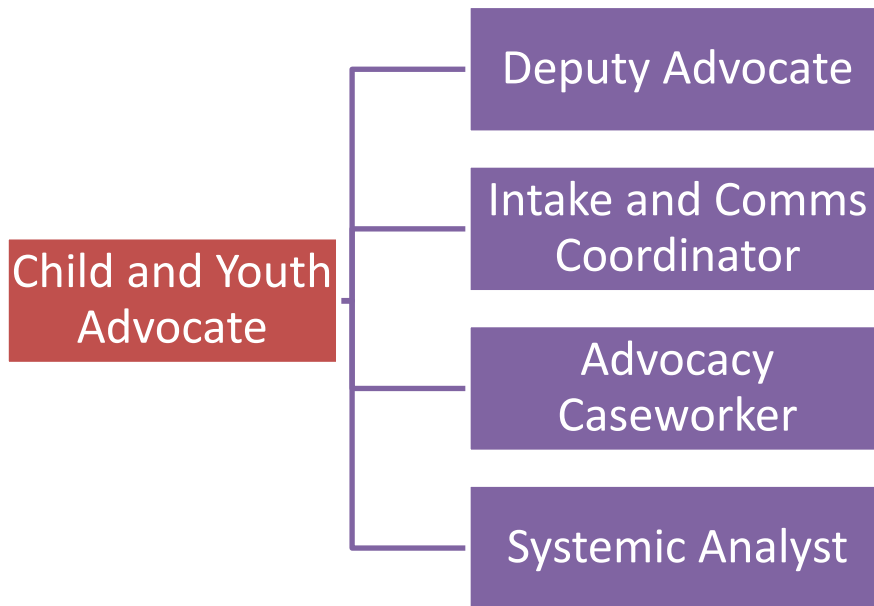 Child and Youth
Advocate
Deputy Advocate
Intake and Comms
Coordinator
Advocacy
Caseworker
Systemic Analyst